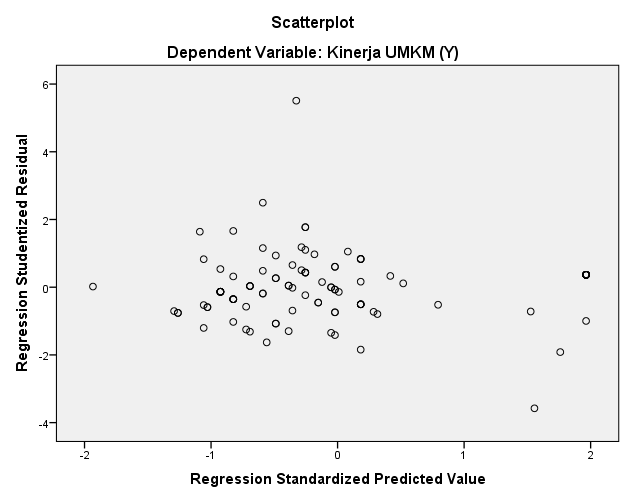 Scatterplot
Dependent Variable: Kinerja UMKM (Y)
Regression Studentized Residual
6
4
2
0
-2
-4
-2
-1
0
1
2
Regression Standardized Predicted Value